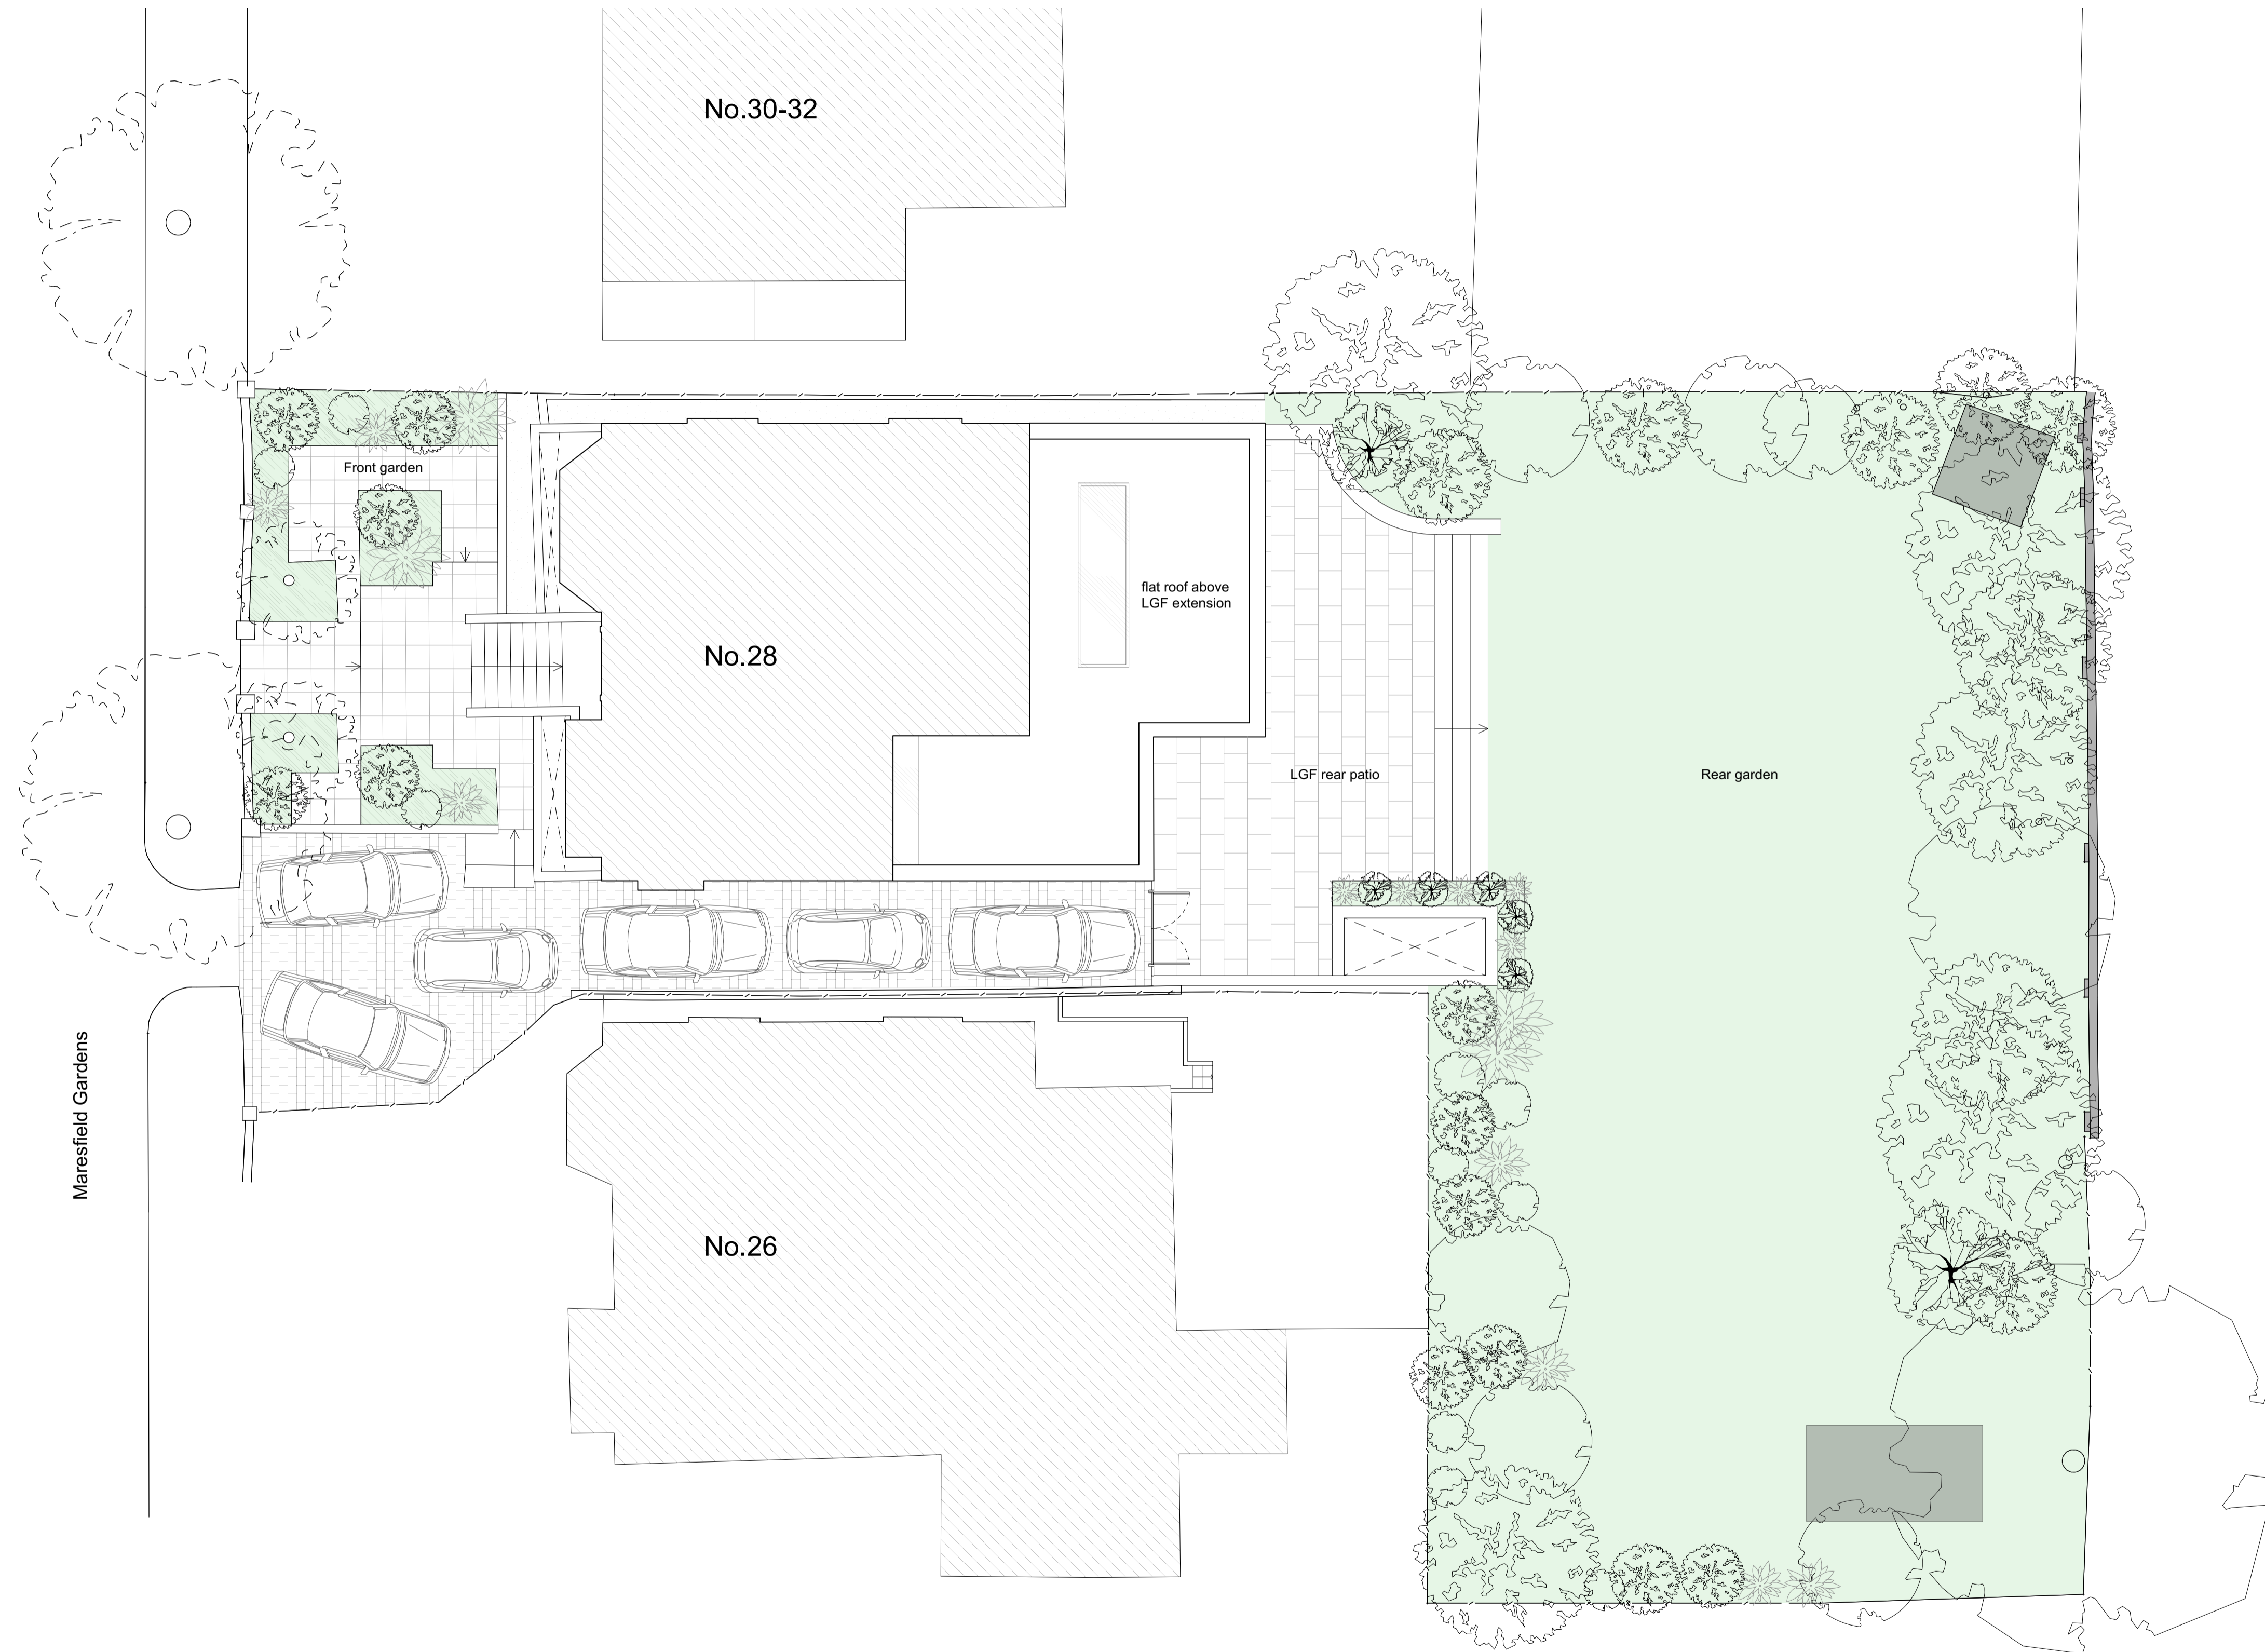 No.30-32
Front garden
flat roof above
LGF extension
No.28
LGF rear patio
Rear garden
Maresfield Gardens
No.26